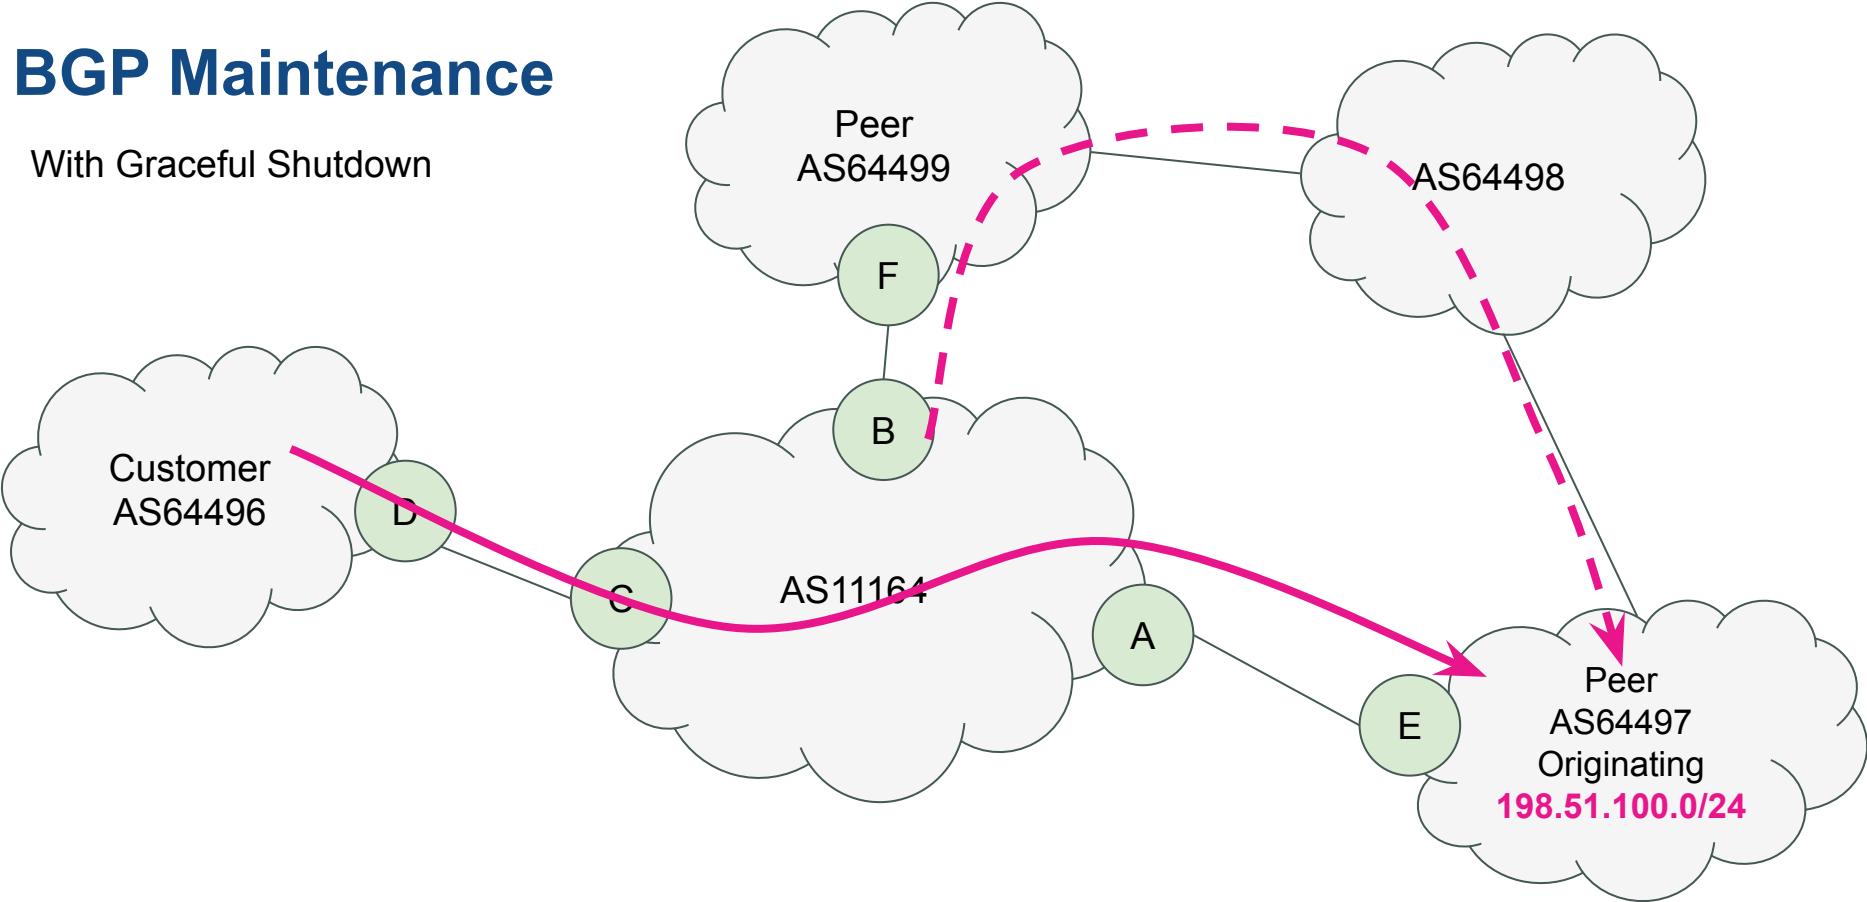 BGP Maintenance
With Graceful Shutdown
Peer
AS64499
AS64498
F
B
Customer
AS64496
D
C
AS11164
A
E
Peer
AS64497
Originating
198.51.100.0/24